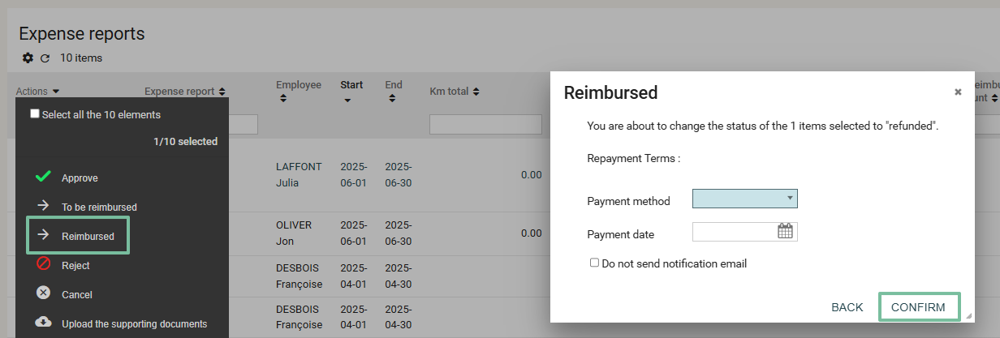 Expense reports
10 items
Actions
Expense report
Employee
Start
End
Km total
Select all the 10 elements
1/10 selected
Approve
To be reimbursed
Reimbursed
Reject
Cancel
Upload the supporting documents
LAFFONT 2025- 2025-
Julia 06-01 06-30 0.00
OLIVER 2025- 2025-
Jon 06-01 06-30 0.00
DESBOIS 2025- 2025-
Françoise 04-01 04-30
DESBOIS 2025- 2025-
Françoise 04-01 04-30
Reimbursed
You are about to change the status of the 1 items selected to "refunded".
Repayment Terms :
Payment method
Payment date
Do not send notification email
BACK CONFIRM